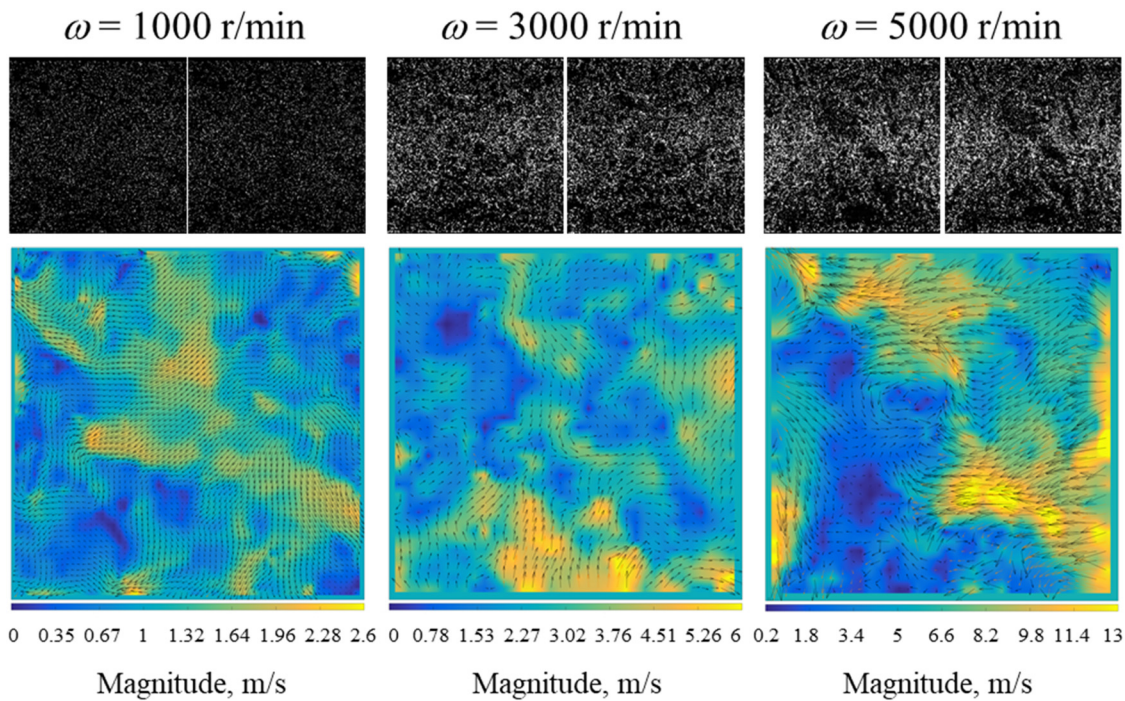 ω = 1000 r/min ω = 3000 r/min ω = 5000 r/min
0 0.35 0.67 1 1.32 1.64 1.96 2.28 2.6 0 0.78 1.53 2.27 3.02 3.76 4.51 5.26 6 0.2 1.8 3.4 5 6.6 8.2 9.8 11.4 13
Magnitude, m/s Magnitude, m/s Magnitude, m/s